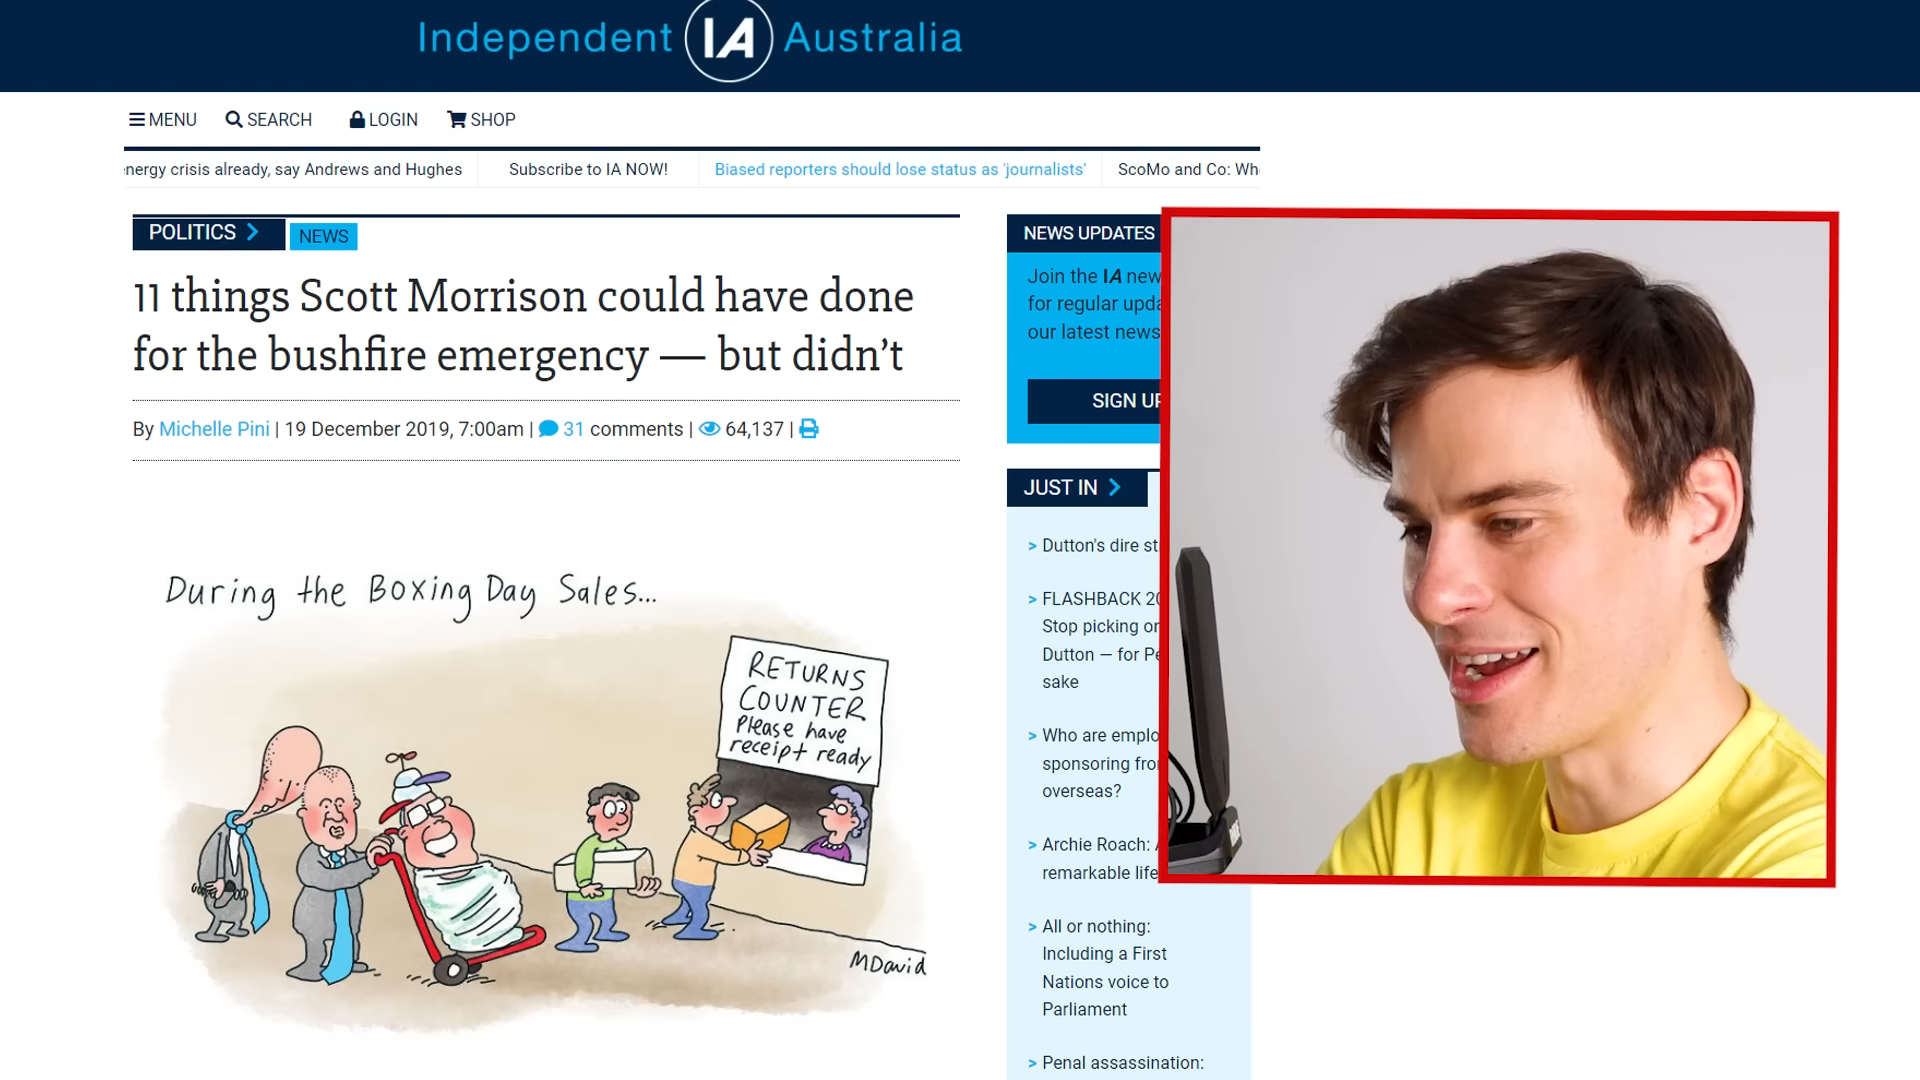 Independent IA Australia
MENU SEARCH LOGIN SHOP
nergy crisis already, say Andrews and Hughes Subscribe to IA NOW! Biased reporters should lose status as 'journalists' ScoMo and Co: Wh
POLITICS > NEWS
11 things Scott Morrison could have done
for the bushfire emergency — but didn't
By Michelle Pini | 19 December 2019, 7:00am | 31 comments | 64,137 |
During the Boxing Day Sales...
RETURNS
COUNTER
Please have
receipt ready
MDavid
NEWS UPDATES
Join the IA new
for regular upda
our latest news
SIGN UP
JUST IN >
> Dutton's dire st
> FLASHBACK 20
Stop picking on
Dutton — for Pe
sake
> Who are emplo
sponsoring fro
overseas?
> Archie Roach: A
remarkable life
> All or nothing:
Including a First
Nations voice to
Parliament
> Penal assassination: